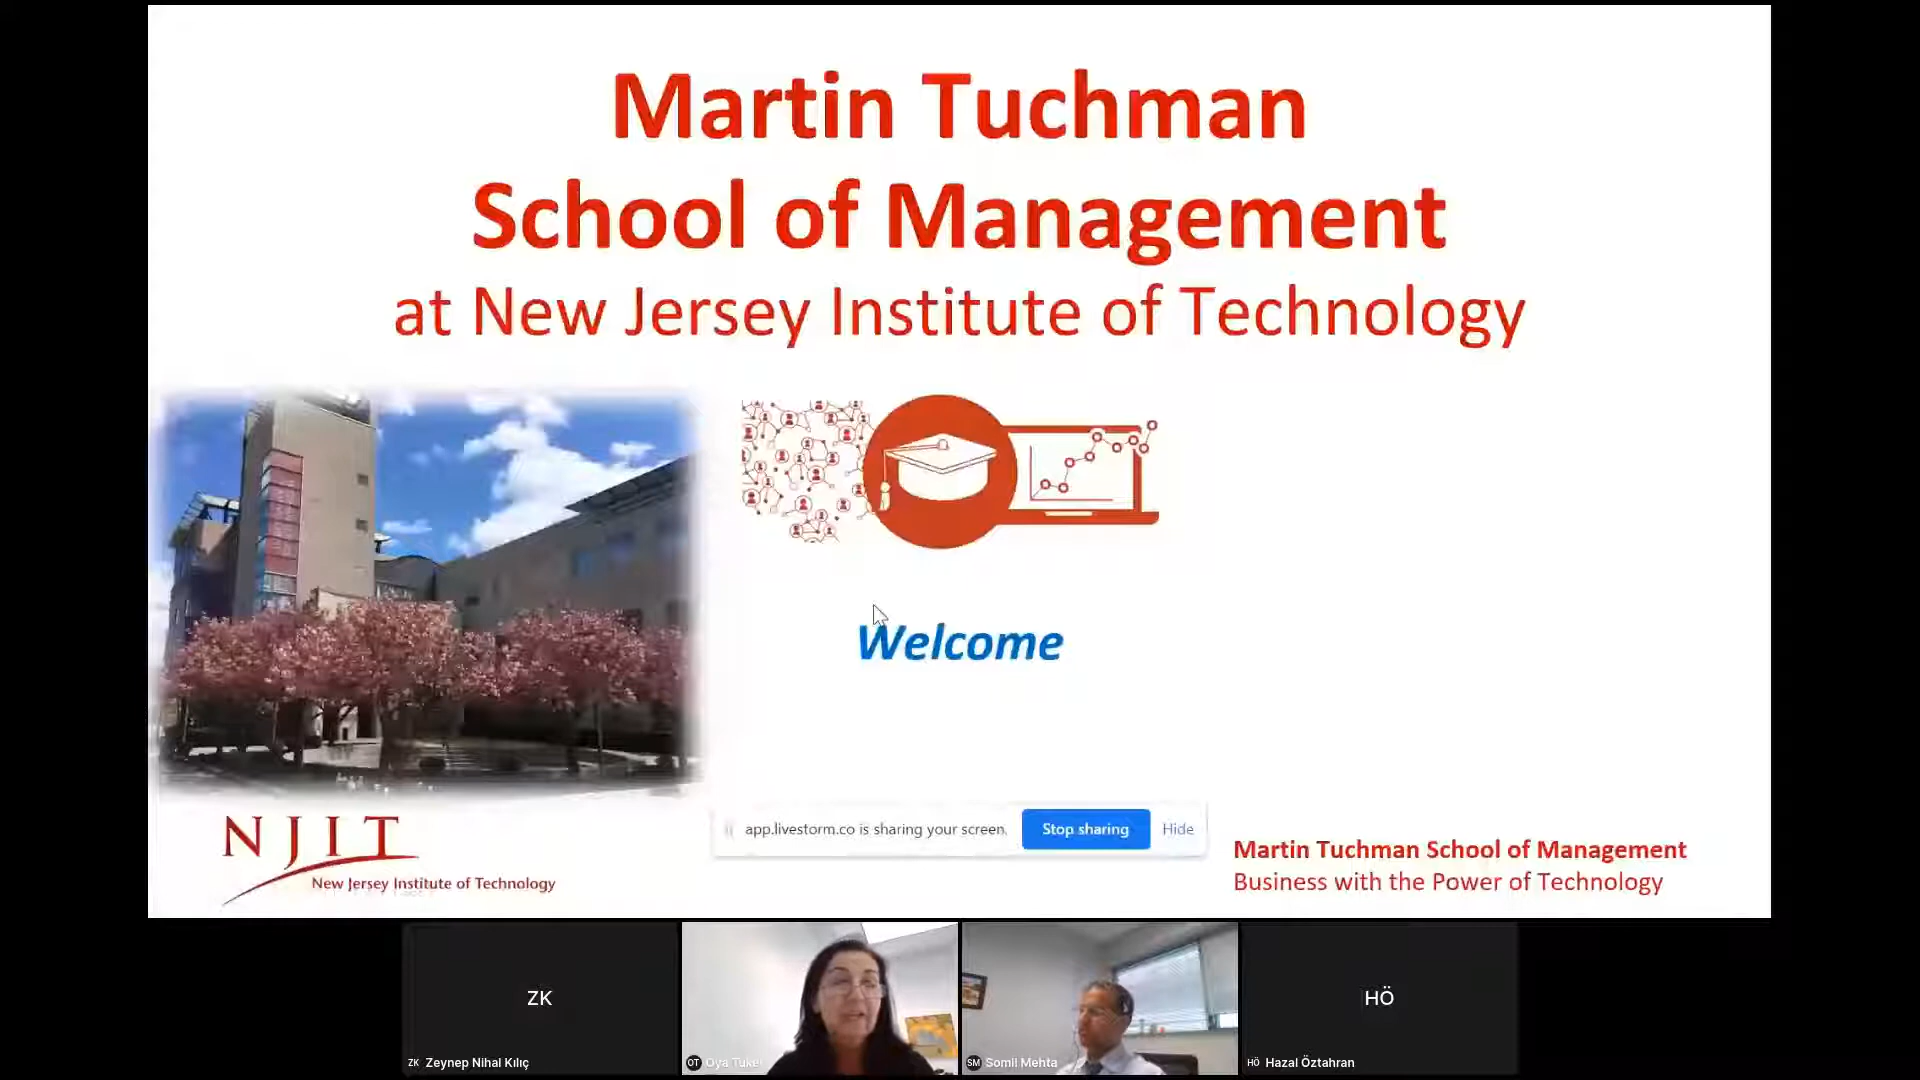 Martin Tuchman
School of Management
at New Jersey Institute of Technology
Welcome
NJIT
New Jersey Institute of Technology
app.livestorm.co is sharing your screen.
Stop sharing
Hide
Martin Tuchman School of Management
Business with the Power of Technology
ZK
HÖ
ZK Zeynep Nihal Kılıç
OT Oya Tukel
SM Somil Mehta
HÖ Hazal Öztahran